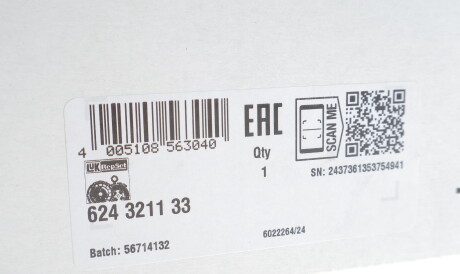 4 005108 563040
EAC
Qty
1
SCAN ME
SN: 2437361353754941
LuK RepSet
624 3211 33
Batch: 56714132
6022264/24